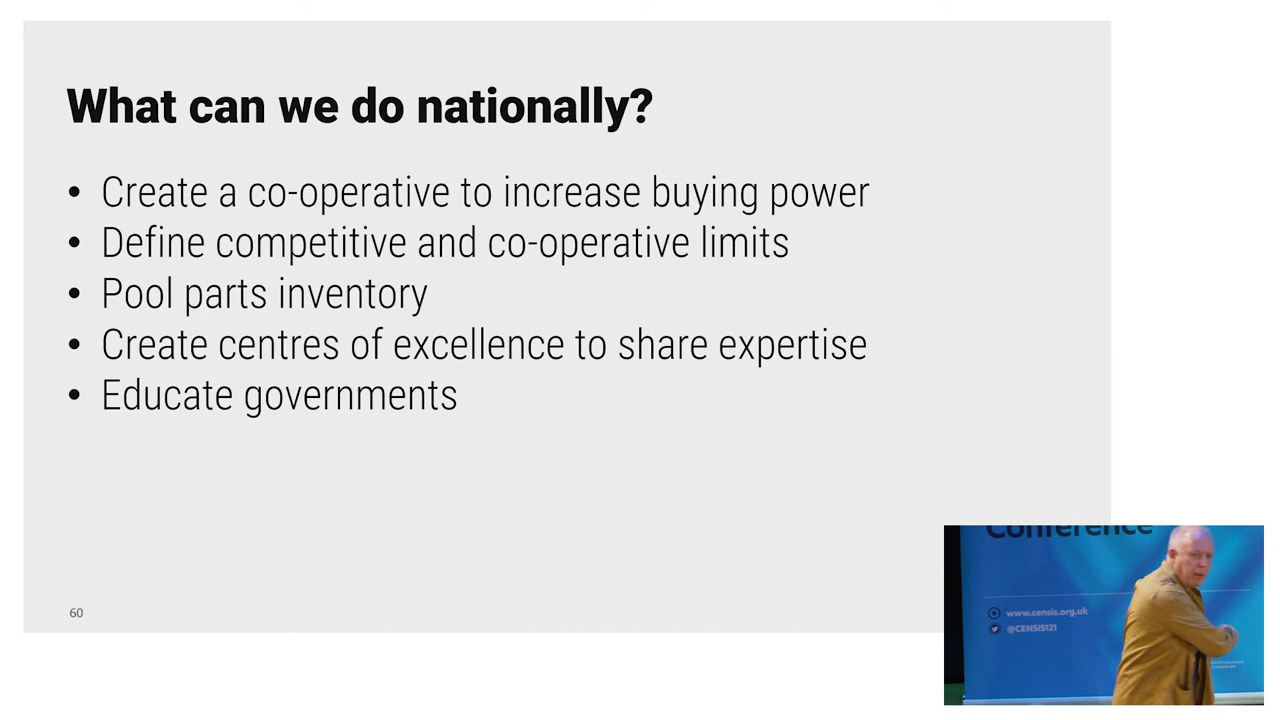 What can we do nationally?
• Create a co-operative to increase buying power
• Define competitive and co-operative limits
• Pool parts inventory
• Create centres of excellence to share expertise
• Educate governments
60
Conference
www.censis.org.uk
@CENSIS121